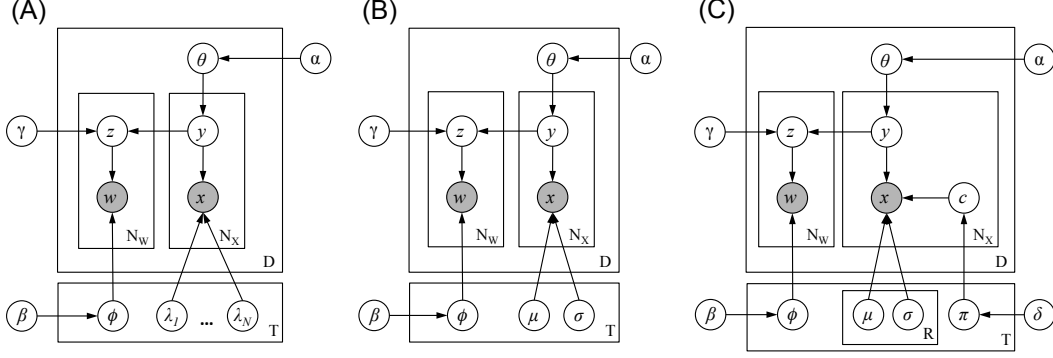 (A) (B) (C)
θ α θ α θ α
γ z y γ z y γ z y
w x w x w x c
N_W N_X N_W N_X N_W N_X
D D D
β ϕ λ_1 ... λ_N T β ϕ μ σ T β ϕ μ σ R π δ T